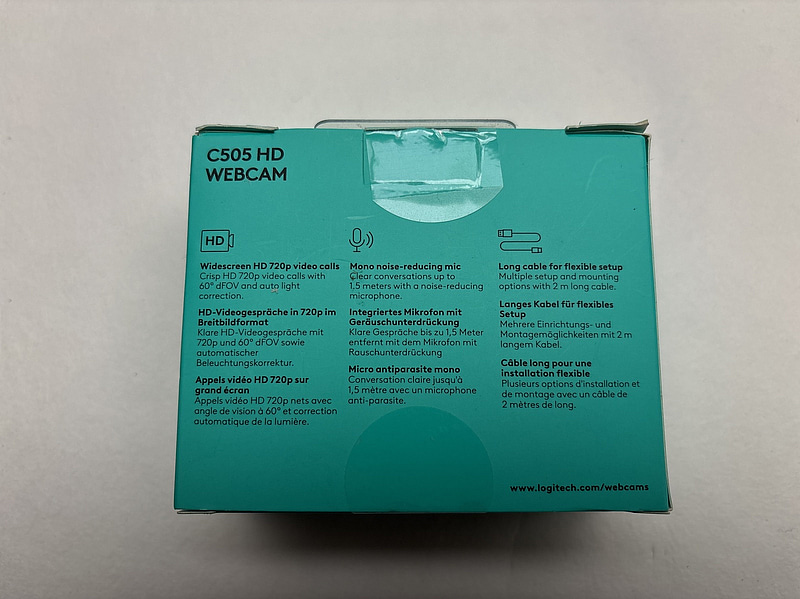 C505 HD
WEBCAM
HD
Widescreen HD 720p video calls
Crisp HD 720p video calls with
60° dFOV and auto light
correction.
HD-Videogespräche in 720p im
Breitbildformat
Klare HD-Videogespräche mit
720p und 60° dFOV sowie
automatischer
Beleuchtungskorrektur.
Appels vidéo HD 720p sur
grand écran
Appels vidéo HD 720p nets avec
angle de vision à 60° et correction
automatique de la lumière.
Mono noise-reducing mic
Clear conversations up to
1,5 meters with a noise-reducing
microphone.
Integriertes Mikrofon mit
Geräuschunterdrückung
Klare Gespräche bis zu 1,5 Meter
entfernt mit dem Mikrofon mit
Rauschunterdrückung
Micro antiparasite mono
Conversation claire jusqu'à
1,5 mètre avec un microphone
anti-parasite.
Long cable for flexible setup
Multiple setup and mounting
options with 2 m long cable.
Langes Kabel für flexibles
Setup
Mehrere Einrichtungs- und
Montagemöglichkeiten mit 2 m
langem Kabel.
Câble long pour une
installation flexible
Plusieurs options d'installation et
de montage avec un câble de
2 mètres de long.
www.logitech.com/webcams